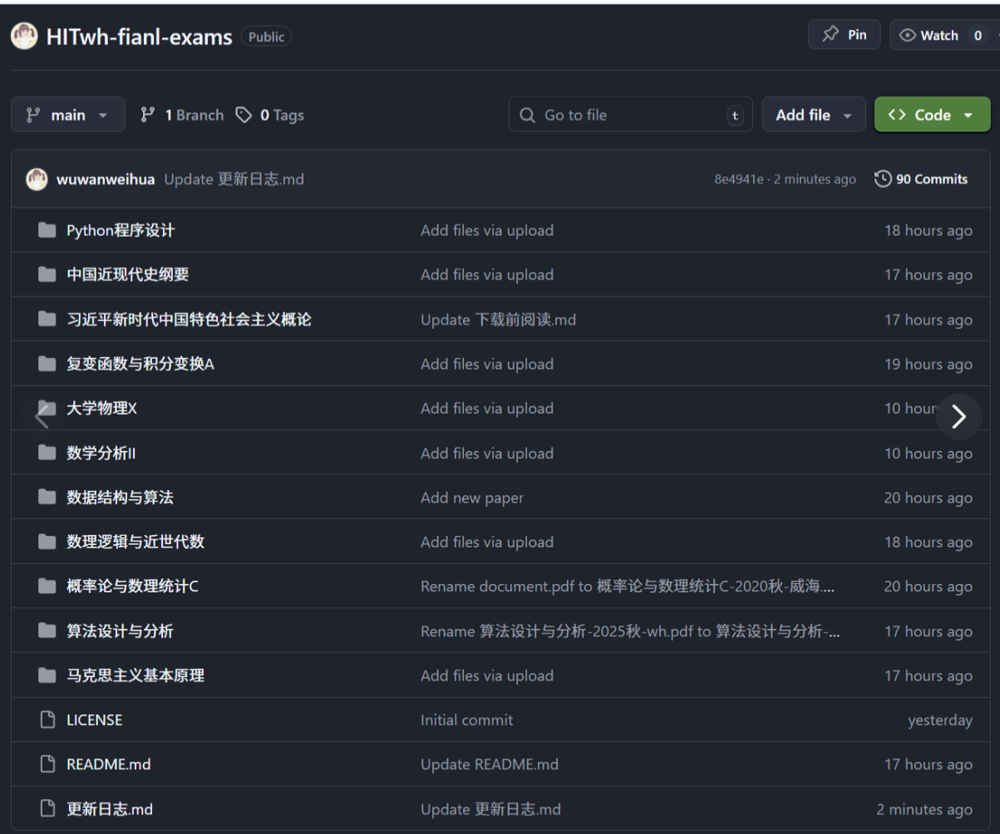 HITwh-fianl-exams Public Pin Watch 0
main 1 Branch 0 Tags Go to file t Add file Code
wuwanweihua Update 更新日志.md 8e4941e · 2 minutes ago 90 Commits
Python程序设计 Add files via upload 18 hours ago
中国近现代史纲要 Add files via upload 17 hours ago
习近平新时代中国特色社会主义概论 Update 下载前阅读.md 17 hours ago
复变函数与积分变换A Add files via upload 19 hours ago
大学物理X Add files via upload 10 hour
数学分析II Add files via upload 10 hours ago
数据结构与算法 Add new paper 20 hours ago
数理逻辑与近世代数 Add files via upload 18 hours ago
概率论与数理统计C Rename document.pdf to 概率论与数理统计C-2020秋-威海.... 20 hours ago
算法设计与分析 Rename 算法设计与分析-2025秋-wh.pdf to 算法设计与分析-... 17 hours ago
马克思主义基本原理 Add files via upload 17 hours ago
LICENSE Initial commit yesterday
README.md Update README.md 17 hours ago
更新日志.md Update 更新日志.md 2 minutes ago